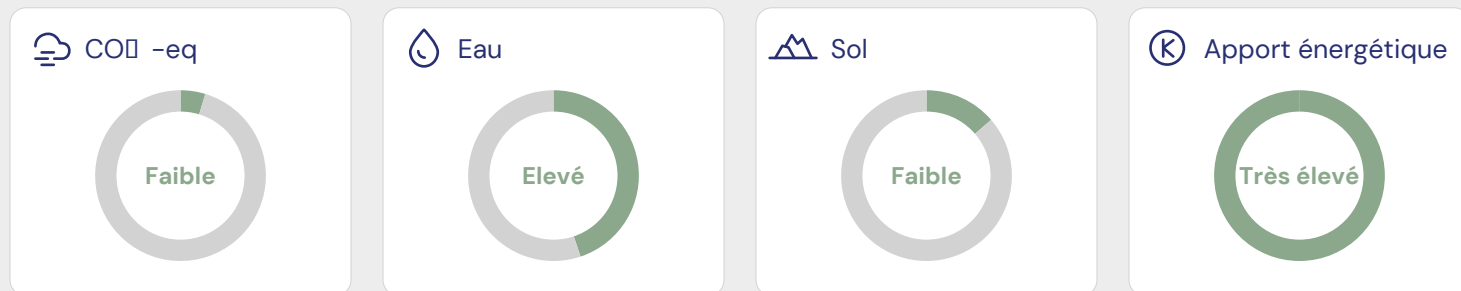 CO▯ -eq
Faible
Eau
Elevé
Sol
Faible
Apport énergétique
Très élevé